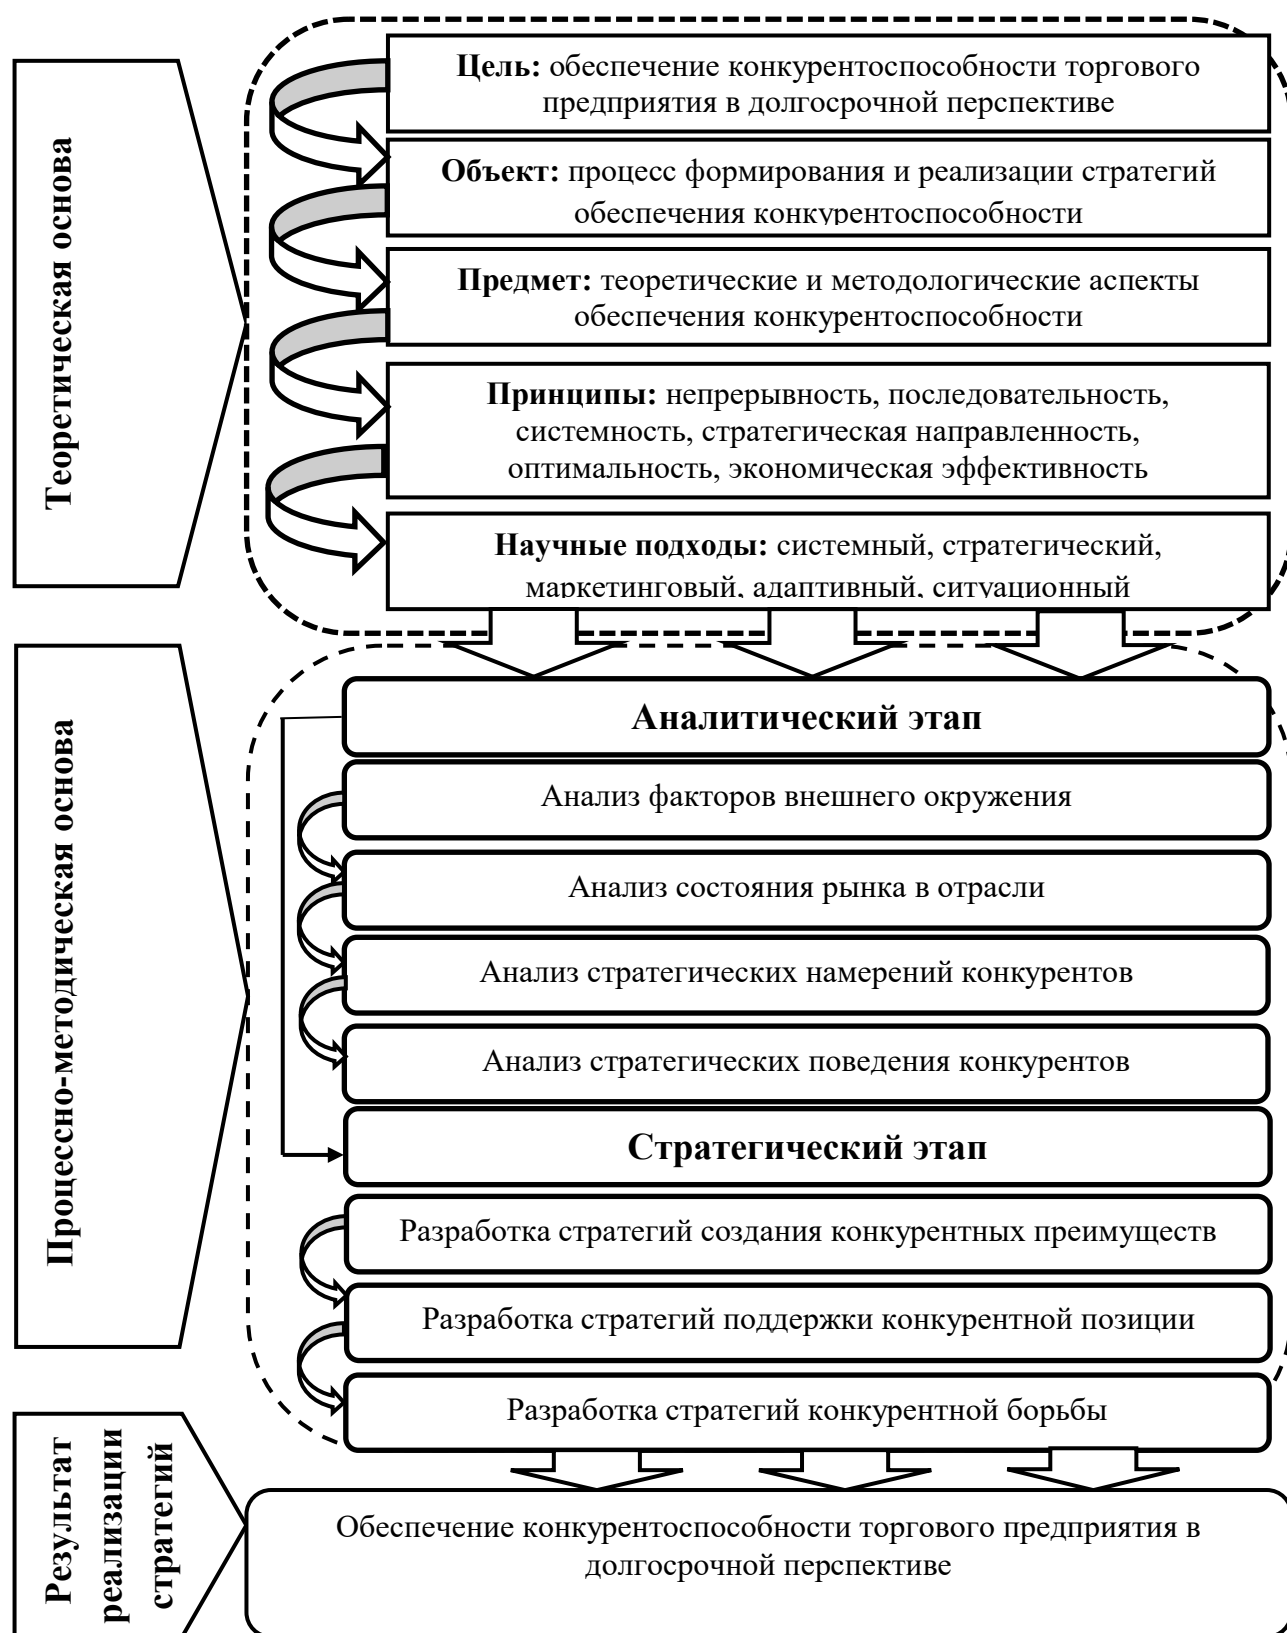 Теоретическая основа
Цель: обеспечение конкурентоспособности торгового
предприятия в долгосрочной перспективе
Объект: процесс формирования и реализации стратегий
обеспечения конкурентоспособности
Предмет: теоретические и методологические аспекты
обеспечения конкурентоспособности
Принципы: непрерывность, последовательность,
системность, стратегическая направленность,
оптимальность, экономическая эффективность
Научные подходы: системный, стратегический,
маркетинговый, адаптивный, ситуационный
Процессно-методическая основа
Аналитический этап
Анализ факторов внешнего окружения
Анализ состояния рынка в отрасли
Анализ стратегических намерений конкурентов
Анализ стратегических поведения конкурентов
Стратегический этап
Разработка стратегий создания конкурентных преимуществ
Разработка стратегий поддержки конкурентной позиции
Разработка стратегий конкурентной борьбы
Результат
реализации
стратегий
Обеспечение конкурентоспособности торгового предприятия в
долгосрочной перспективе